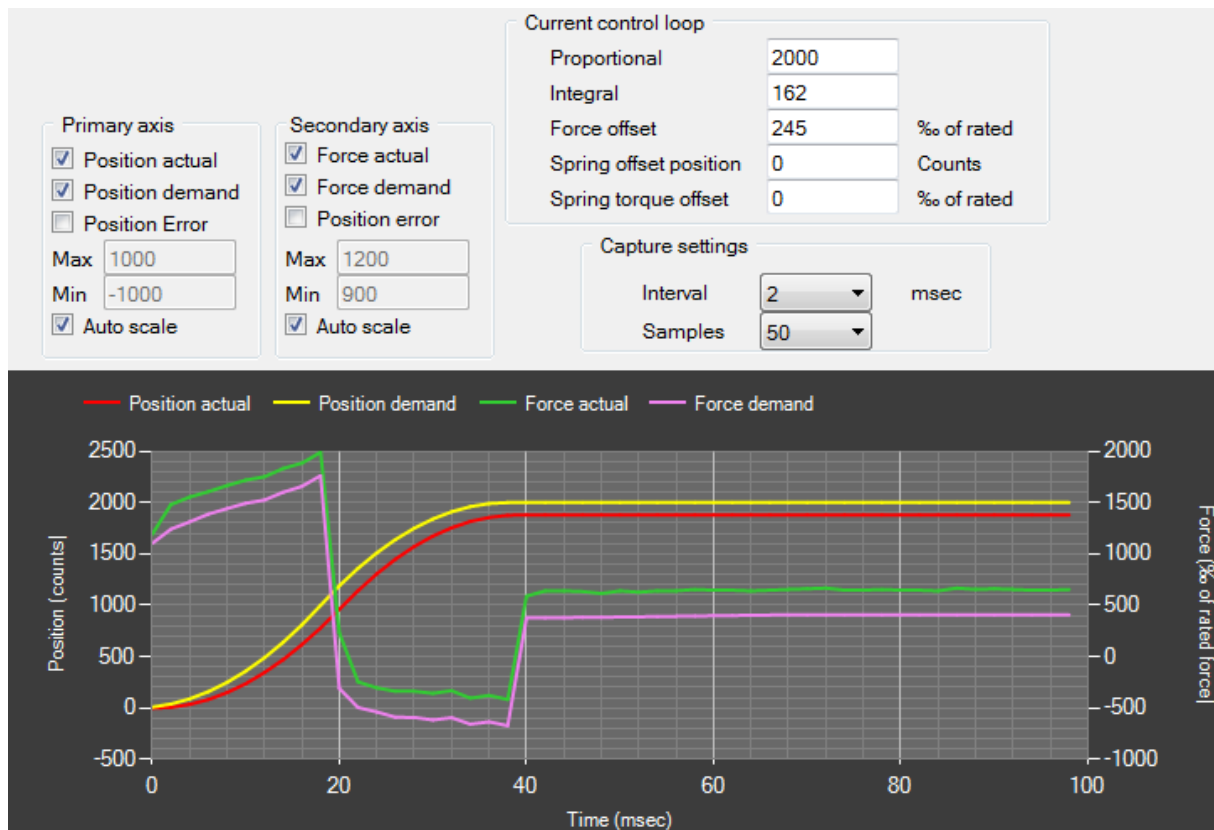 Current control loop
Proportional 2000
Integral 162
Force offset 245 ‰ of rated
Spring offset position 0 Counts
Spring torque offset 0 ‰ of rated
Primary axis
Position actual
Position demand
Position Error
Max 1000
Min -1000
Auto scale
Secondary axis
Force actual
Force demand
Position error
Max 1200
Min 900
Auto scale
Capture settings
Interval 2 msec
Samples 50
Position actual Position demand Force actual Force demand
2500
2000
1500
1000
500
0
-500
Position [counts]
2000
1500
1000
500
0
-500
-1000
Force [‰ of rated force]
0 20 40 60 80 100
Time (msec)